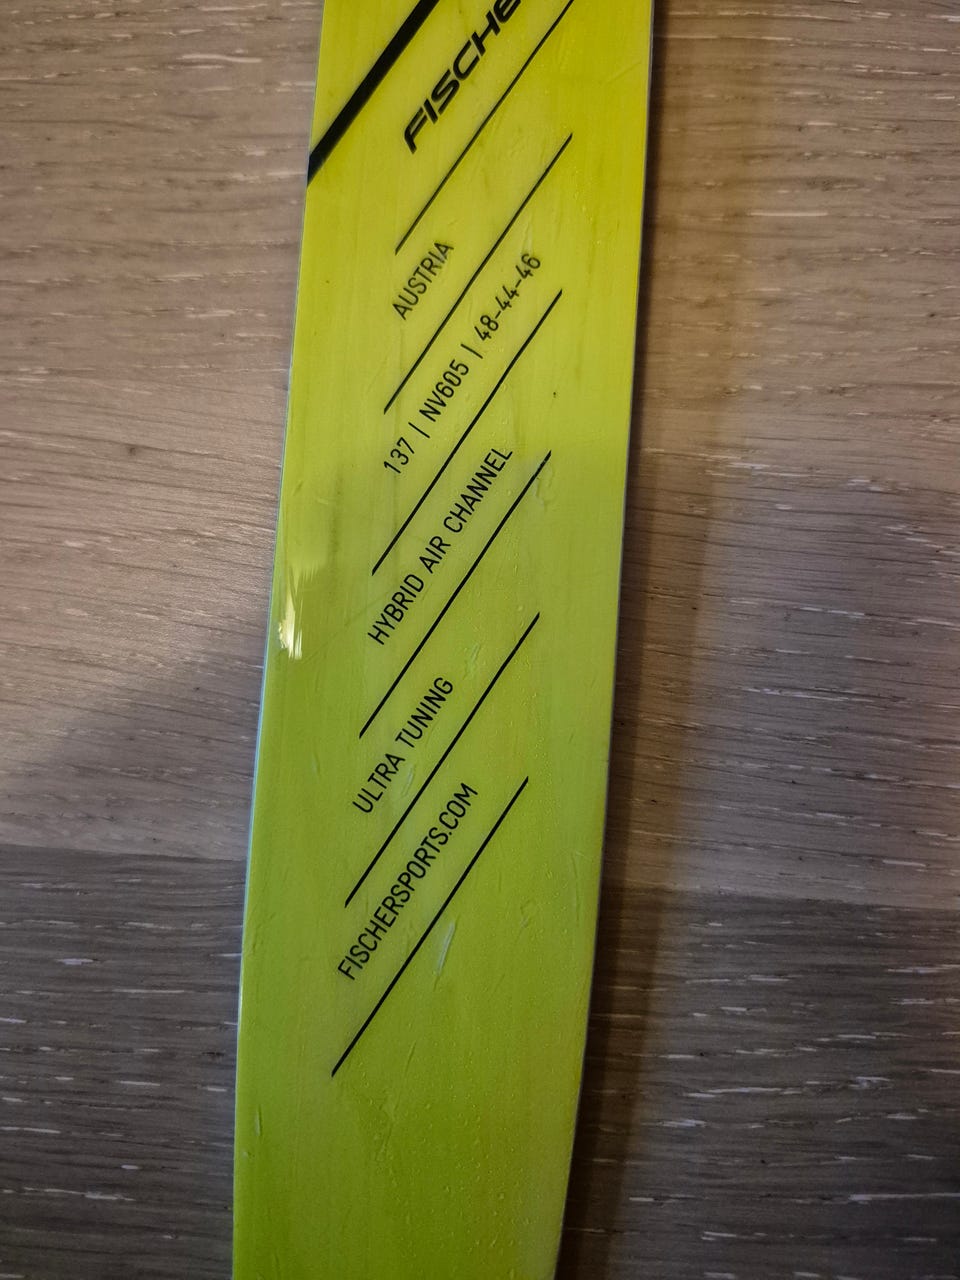 FISCHE
AUSTRIA
137 | NV605 | 48-44-46
HYBRID AIR CHANNEL
ULTRA TUNING
FISCHERSPORTS.COM